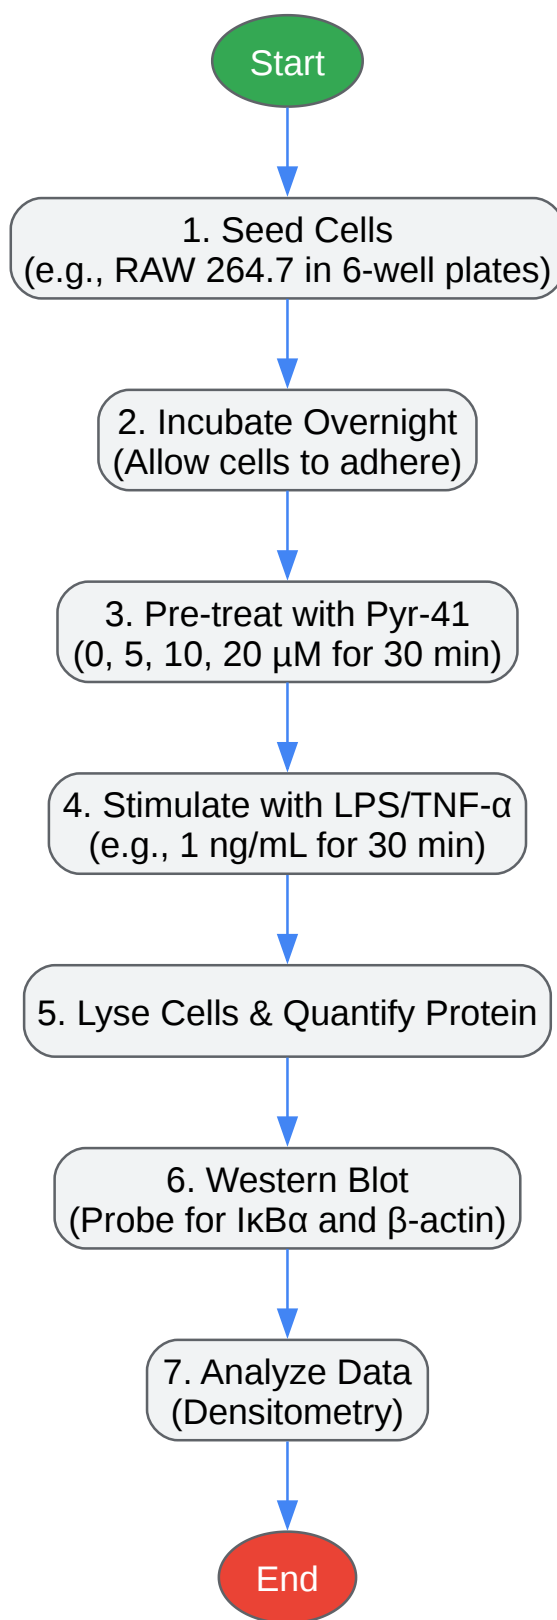 Start
1. Seed Cells
(e.g., RAW 264.7 in 6-well plates)
2. Incubate Overnight
(Allow cells to adhere)
3. Pre-treat with Pyr-41
(0, 5, 10, 20 µM for 30 min)
4. Stimulate with LPS/TNF-α
(e.g., 1 ng/mL for 30 min)
5. Lyse Cells & Quantify Protein
6. Western Blot
(Probe for IκBα and β-actin)
7. Analyze Data
(Densitometry)
End